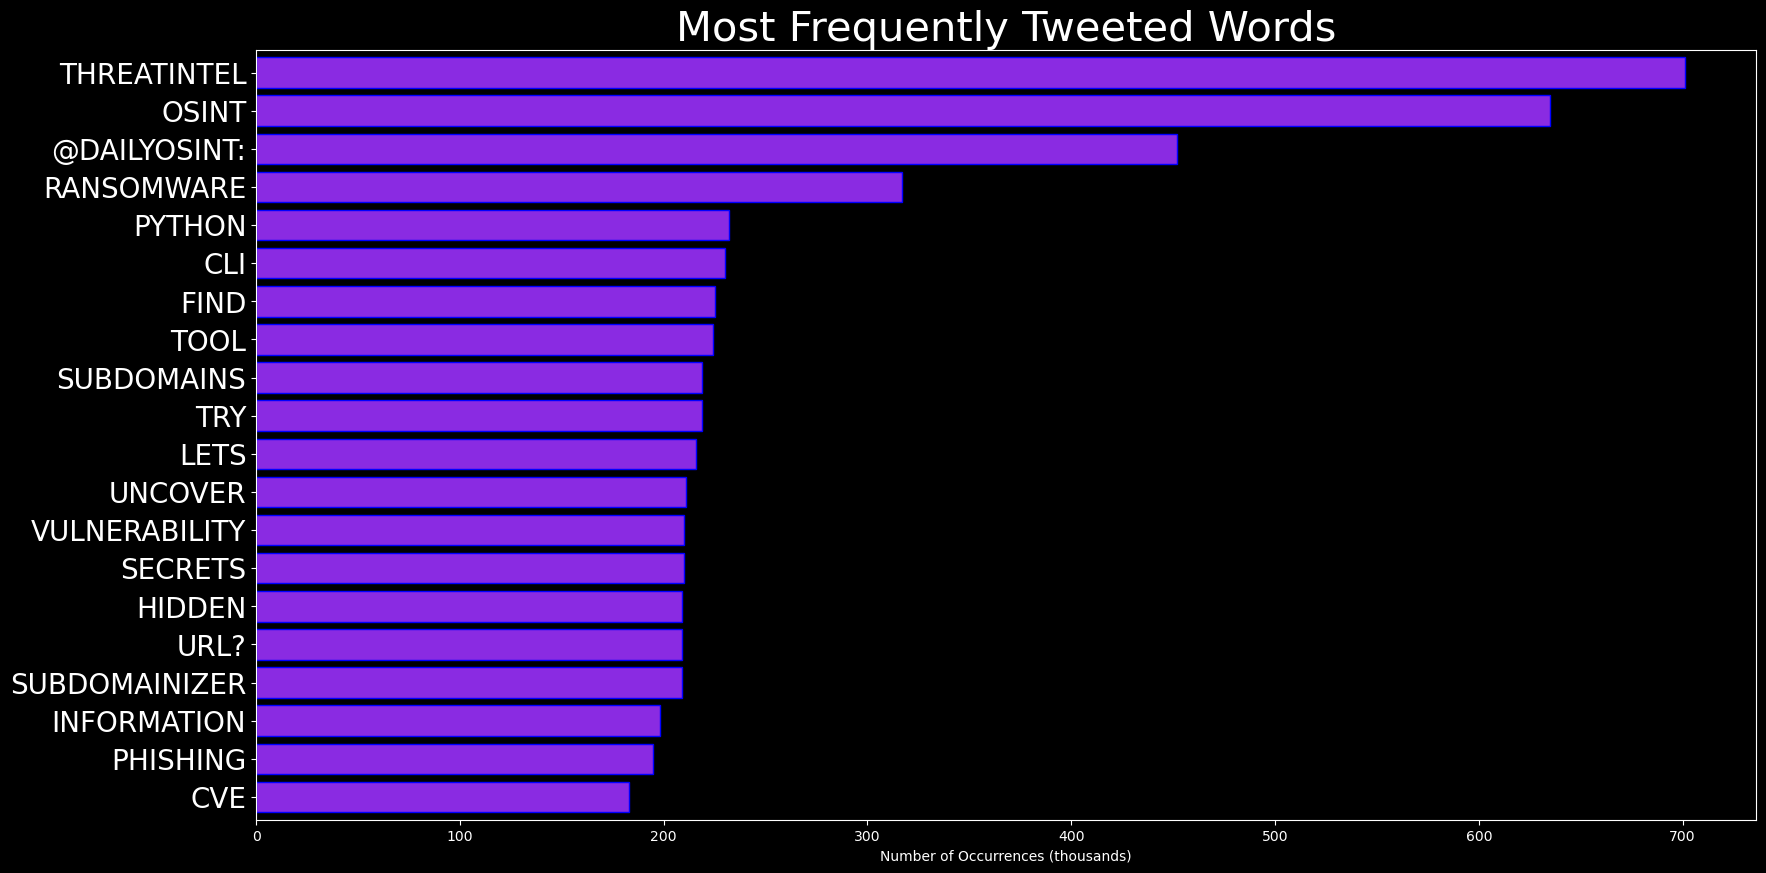 Most Frequently Tweeted Words
THREATINTEL
OSINT
@DAILYOSINT:
RANSOMWARE
PYTHON
CLI
FIND
TOOL
SUBDOMAINS
TRY
LETS
UNCOVER
VULNERABILITY
SECRETS
HIDDEN
URL?
SUBDOMAINIZER
INFORMATION
PHISHING
CVE
0 100 200 300 400 500 600 700
Number of Occurrences (thousands)